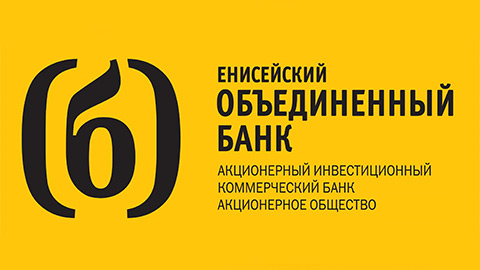 (б)
ЕНИСЕЙСКИЙ
ОБЪЕДИНЕННЫЙ
БАНК
АКЦИОНЕРНЫЙ ИНВЕСТИЦИОННЫЙ
КОММЕРЧЕСКИЙ БАНК
АКЦИОНЕРНОЕ ОБЩЕСТВО